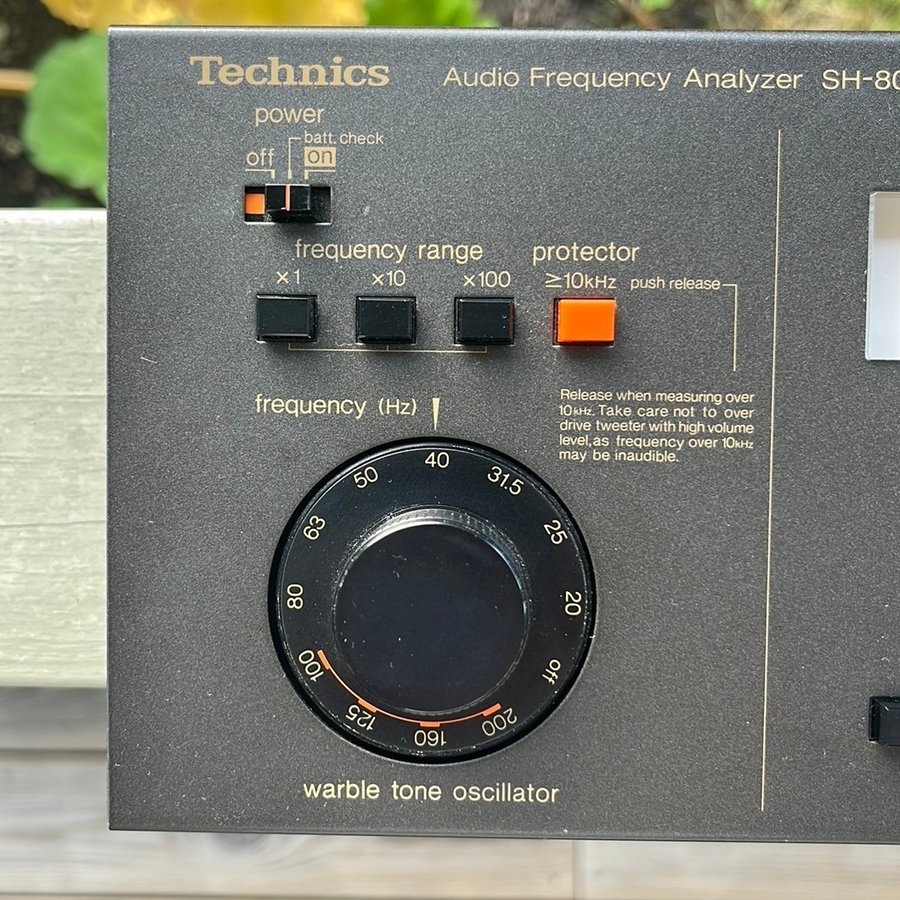 Technics
Audio Frequency Analyzer SH-80
power
batt. check
off
on
frequency range
protector
×1
×10
×100
≥10kHz
push release
frequency (Hz)
Release when measuring over
10kHz. Take care not to over
drive tweeter with high volume
level, as frequency over 10kHz
may be inaudible.
40
50
31.5
63
25
80
20
100
off
125
160
200
warble tone oscillator